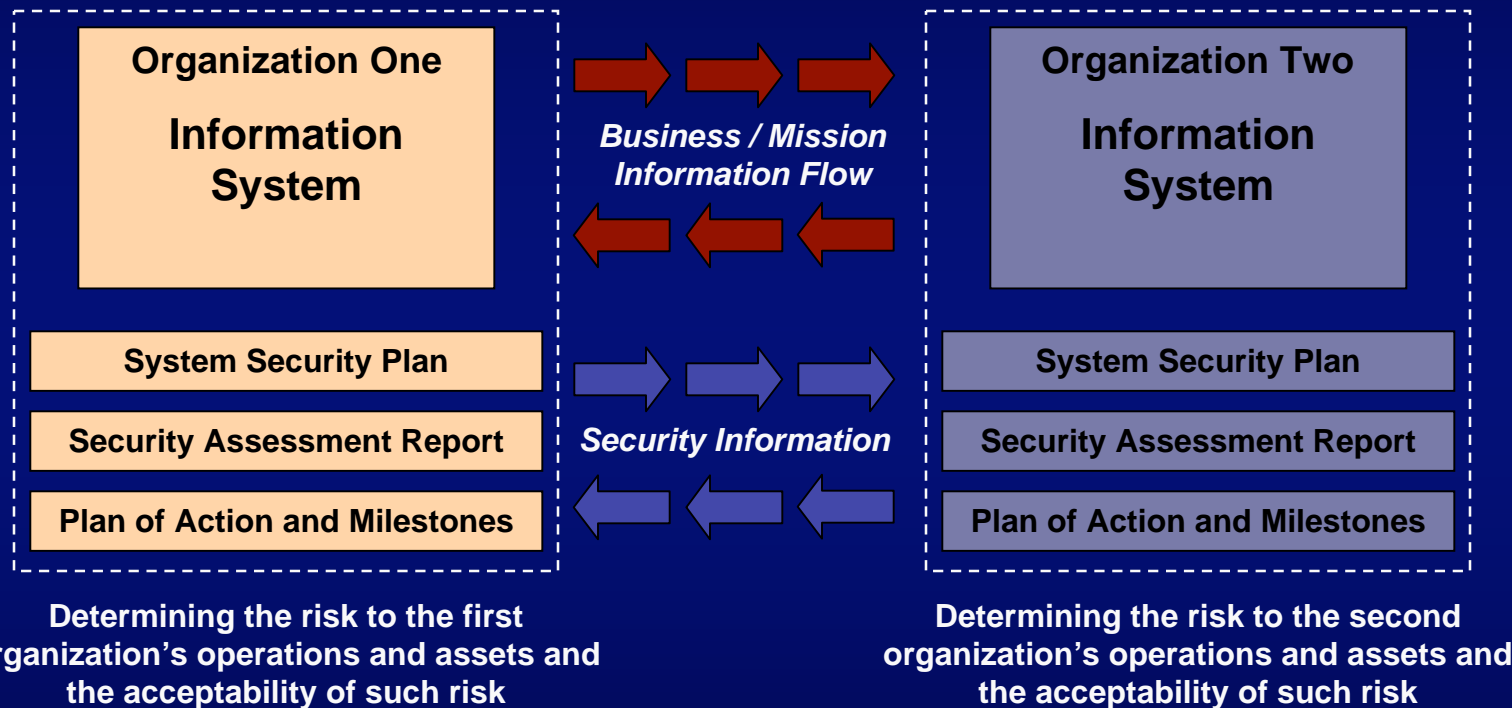 Organization One
Information
System
System Security Plan
Security Assessment Report
Plan of Action and Milestones
Business / Mission
Information Flow
Security Information
Organization Two
Information
System
System Security Plan
Security Assessment Report
Plan of Action and Milestones
Determining the risk to the first
rganization’s operations and assets and
the acceptability of such risk
Determining the risk to the second
organization’s operations and assets and
the acceptability of such risk